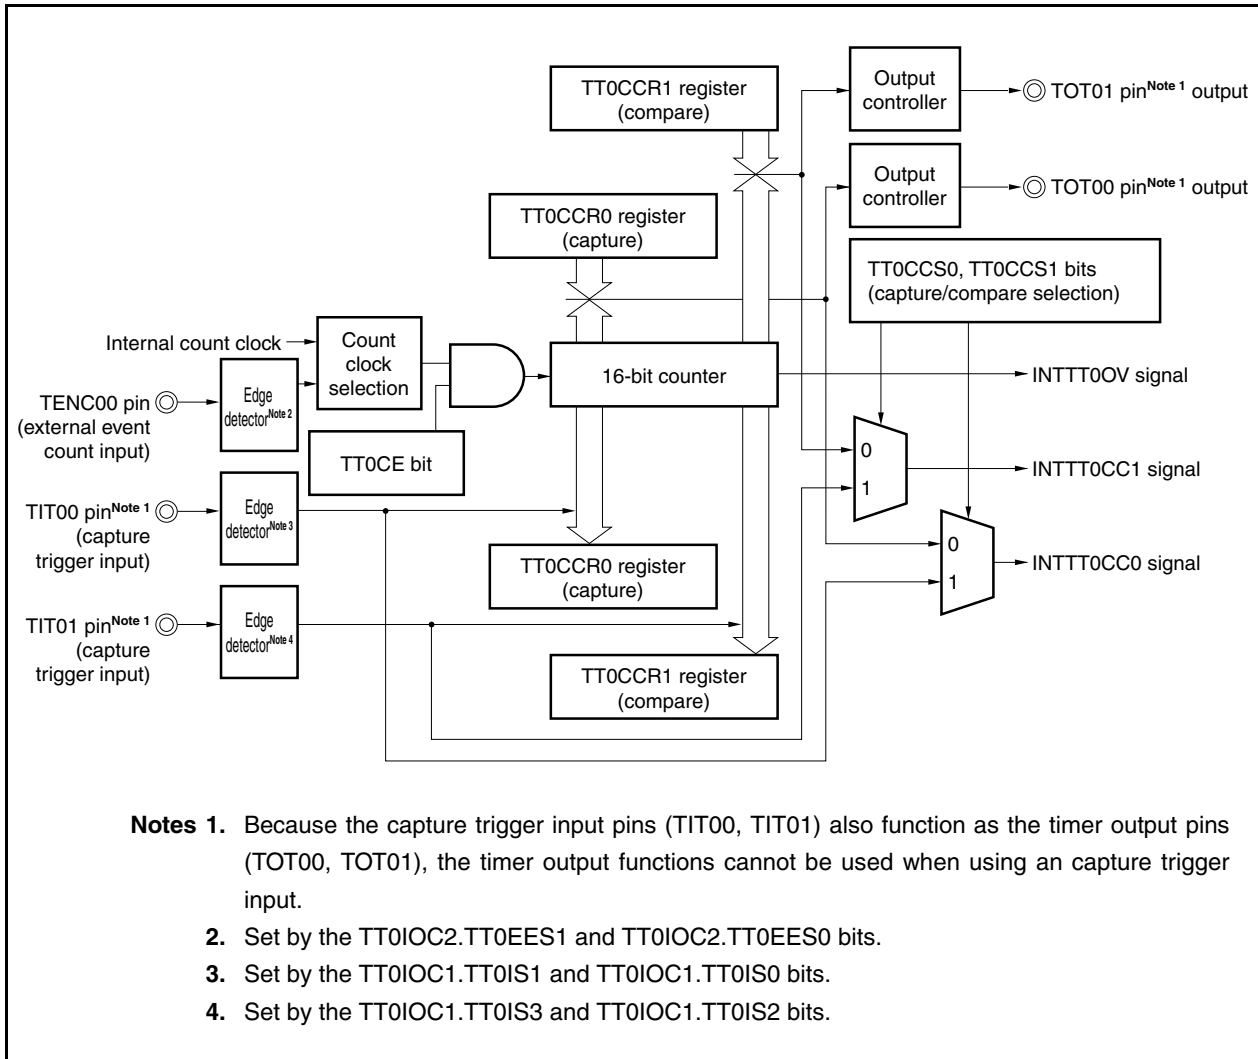 TT0CCR1 register
(compare)
Output
controller
TOT01 pinNote 1 output
Output
controller
TOT00 pinNote 1 output
TT0CCR0 register
(capture)
TT0CCS0, TT0CCS1 bits
(capture/compare selection)
Internal count clock
Count
clock
selection
16-bit counter
INTTT0OV signal
TENC00 pin
(external event
count input)
Edge
detectorNote 2
TT0CE bit
0
1
INTTT0CC1 signal
TIT00 pinNote 1
(capture
trigger input)
Edge
detectorNote 3
TT0CCR0 register
(capture)
0
1
INTTT0CC0 signal
TIT01 pinNote 1
(capture
trigger input)
Edge
detectorNote 4
TT0CCR1 register
(compare)
Notes 1. Because the capture trigger input pins (TIT00, TIT01) also function as the timer output pins
(TOT00, TOT01), the timer output functions cannot be used when using an capture trigger
input.
2. Set by the TT0IOC2.TT0EES1 and TT0IOC2.TT0EES0 bits.
3. Set by the TT0IOC1.TT0IS1 and TT0IOC1.TT0IS0 bits.
4. Set by the TT0IOC1.TT0IS3 and TT0IOC1.TT0IS2 bits.